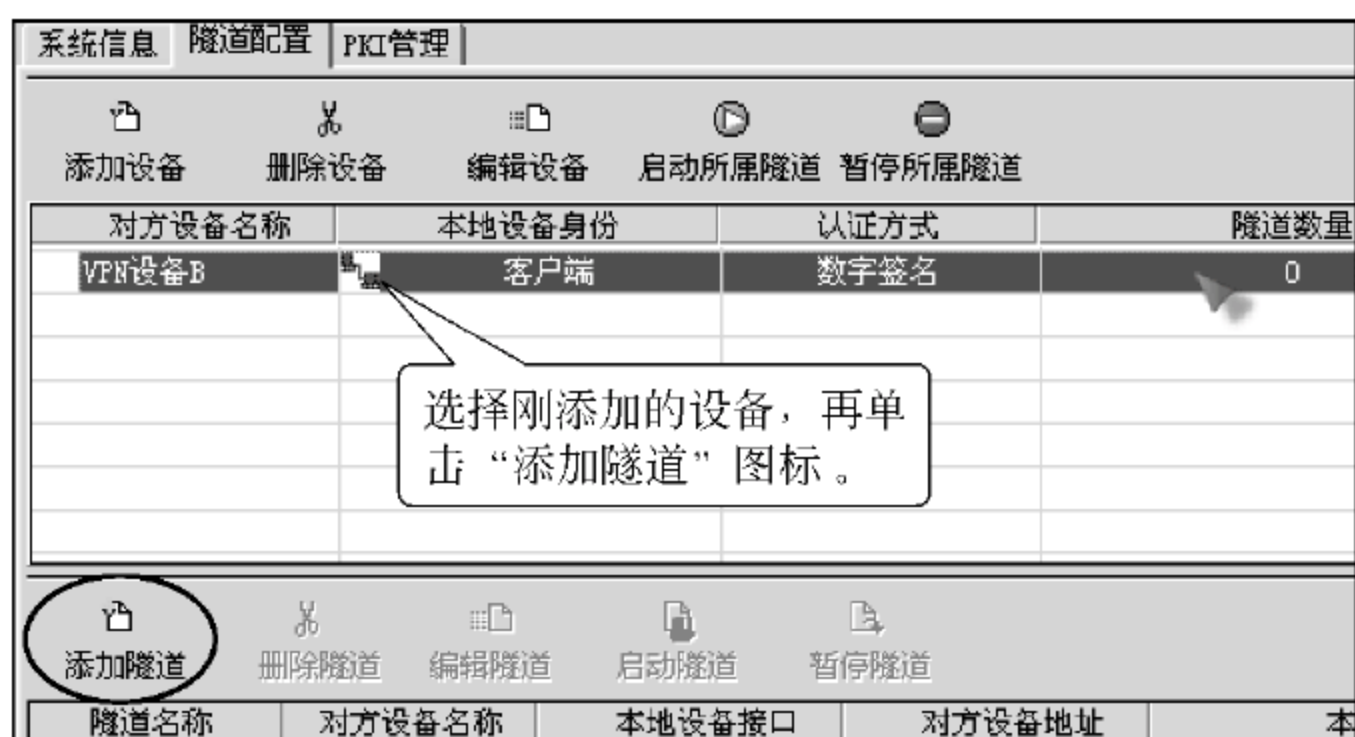 系统信息 隧道配置 PKI管理
添加设备 删除设备 编辑设备 启动所属隧道 暂停所属隧道
对方设备名称 本地设备身份 认证方式 隧道数量
VPN设备B 客户端 数字签名 0
选择刚添加的设备，再单
击“添加隧道”图标。
添加隧道 删除隧道 编辑隧道 启动隧道 暂停隧道
隧道名称 对方设备名称 本地设备接口 对方设备地址 本